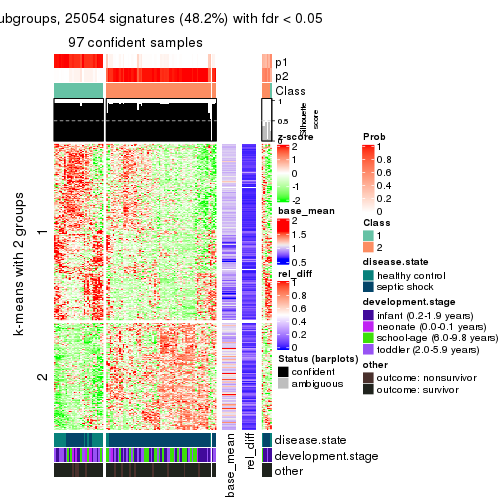 ubgroups, 25054 signatures (48.2%) with fdr < 0.05
97 confident samples
p1
p2
Class
1
0.5
0
Silhouette
score
k-means with 2 groups
1
2
z-score
2
1
0
-1
-2
base_mean
2
1.5
1
0.5
rel_diff
1
0.8
0.6
0.4
0.2
0
Status (barplots)
confident
ambiguous
Prob
1
0.8
0.6
0.4
0.2
0
Class
1
2
disease.state
healthy control
septic shock
development.stage
infant (0.2-1.9 years)
neonate (0.0-0.1 years)
school-age (6.0-9.8 years)
toddler (2.0-5.9 years)
other
outcome: nonsurvivor
outcome: survivor
disease.state
development.stage
other
base_mean
rel_diff